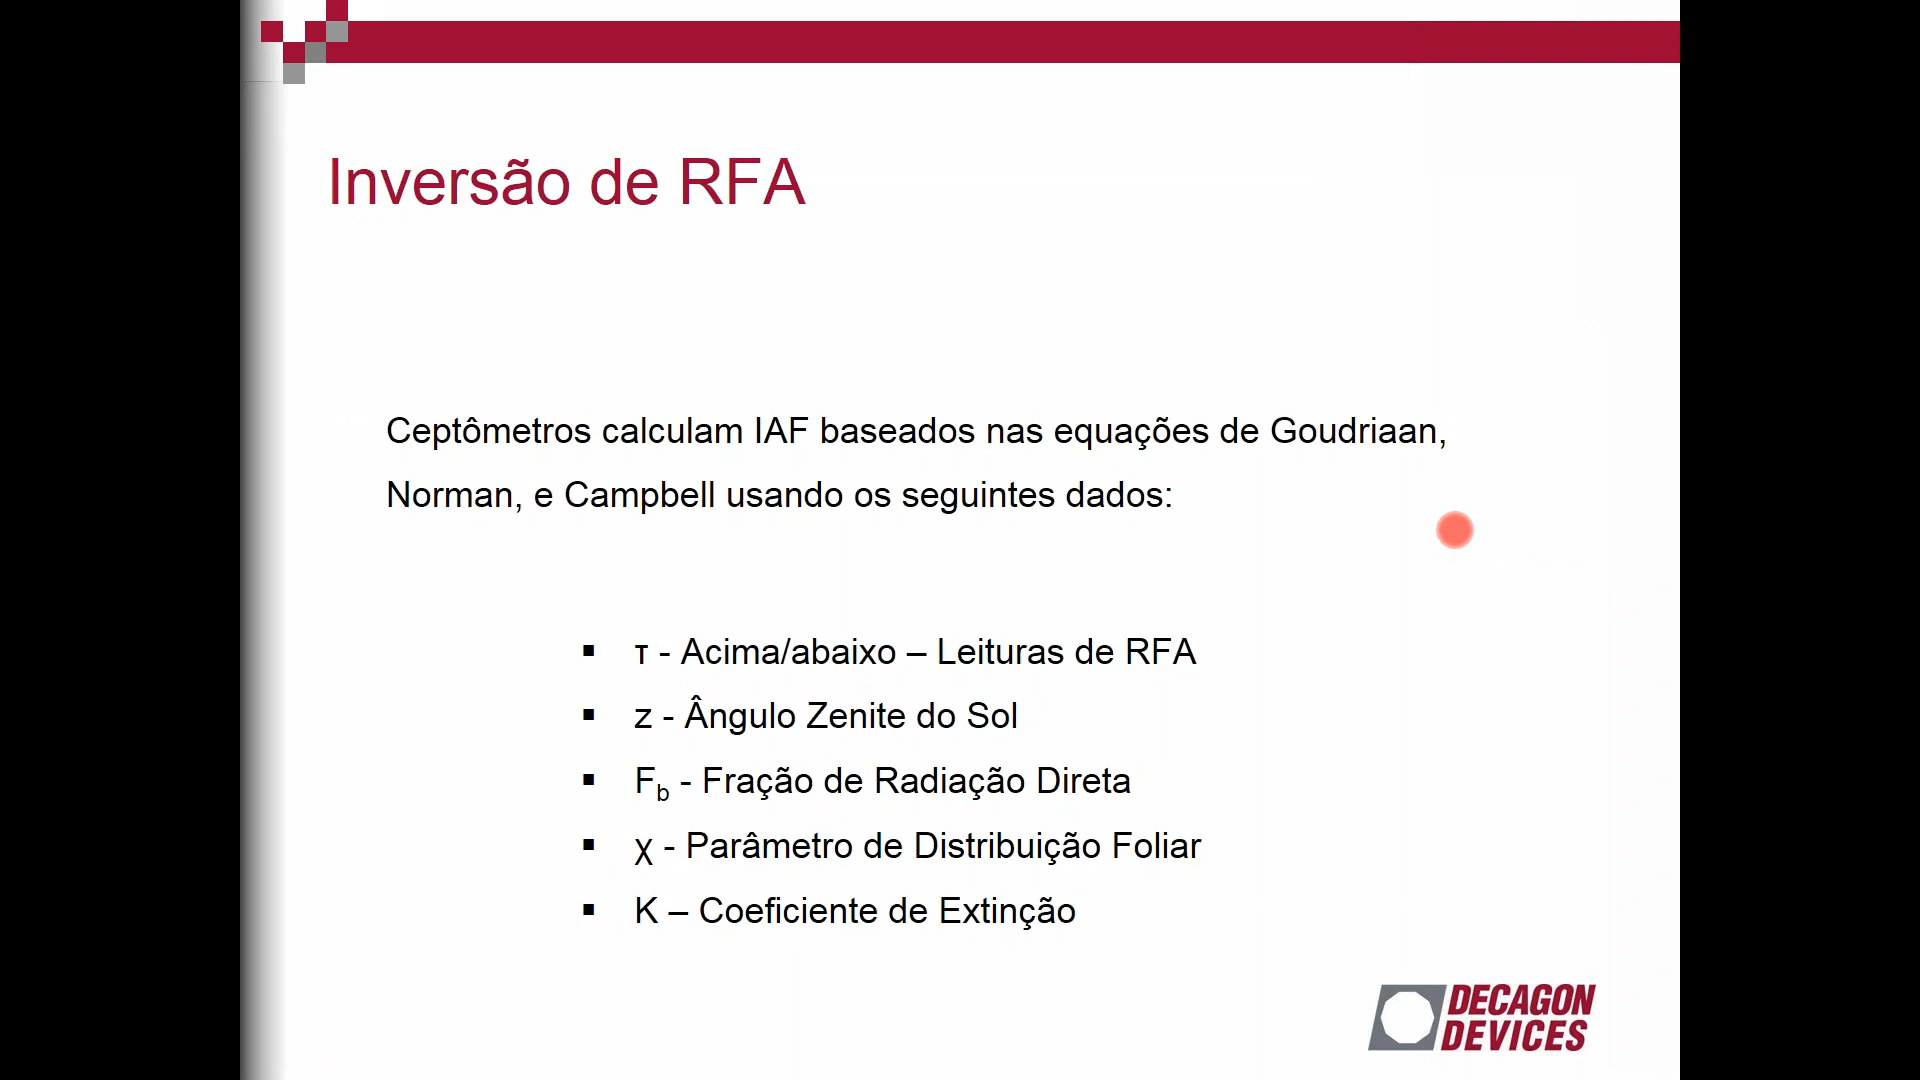 Inversão de RFA
Ceptômetros calculam IAF baseados nas equações de Goudriaan,
Norman, e Campbell usando os seguintes dados:
▪ τ - Acima/abaixo – Leituras de RFA
▪ z - Ângulo Zenite do Sol
▪ Fb - Fração de Radiação Direta
▪ χ - Parâmetro de Distribuição Foliar
▪ K – Coeficiente de Extinção
DECAGON
DEVICES